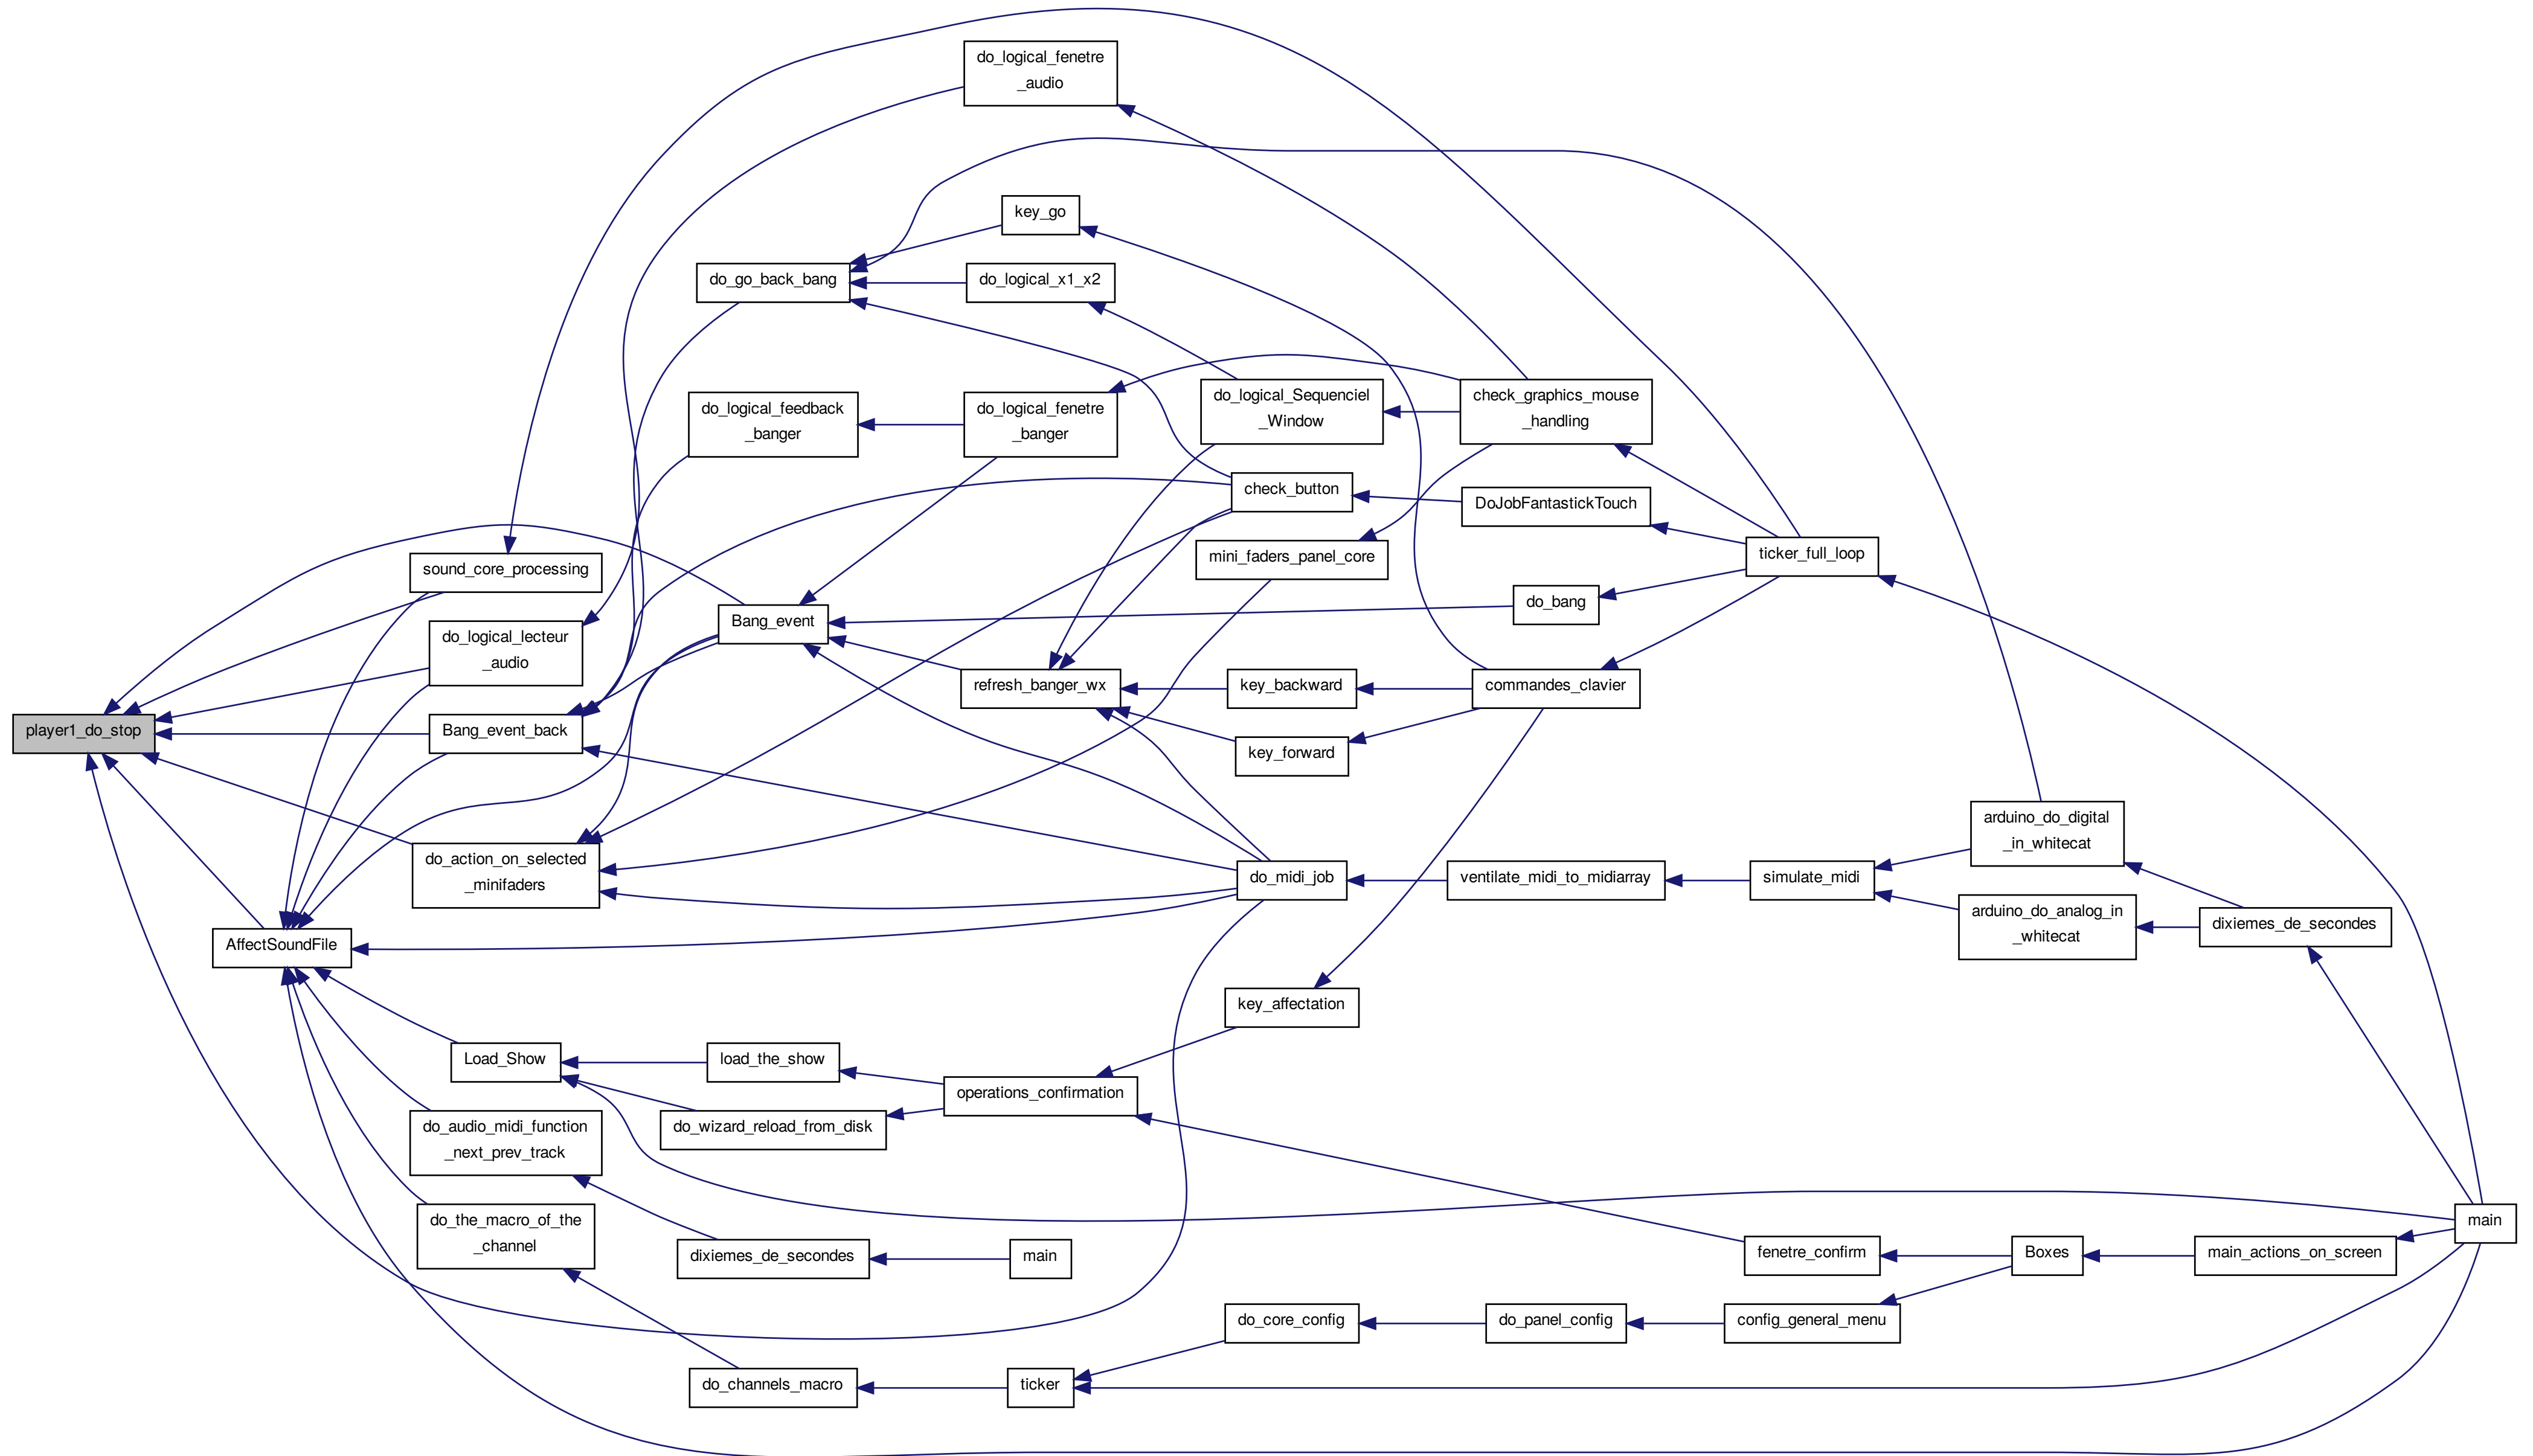 do_logical_fenetre
_audio
key_go
do_go_back_bang
do_logical_x1_x2
do_logical_feedback
_banger
do_logical_fenetre
_banger
do_logical_Sequenciel
_Window
check_graphics_mouse
_handling
check_button
DoJobFantastickTouch
sound_core_processing
mini_faders_panel_core
ticker_full_loop
do_logical_lecteur
_audio
Bang_event
do_bang
player1_do_stop
Bang_event_back
refresh_banger_wx
key_backward
commandes_clavier
key_forward
do_action_on_selected
_minifaders
do_midi_job
ventilate_midi_to_midiarray
simulate_midi
arduino_do_digital
_in_whitecat
arduino_do_analog_in
_whitecat
dixiemes_de_secondes
AffectSoundFile
key_affectation
Load_Show
load_the_show
operations_confirmation
do_audio_midi_function
_next_prev_track
do_wizard_reload_from_disk
do_the_macro_of_the
_channel
dixiemes_de_secondes
main
fenetre_confirm
Boxes
main_actions_on_screen
main
do_core_config
do_panel_config
config_general_menu
do_channels_macro
ticker